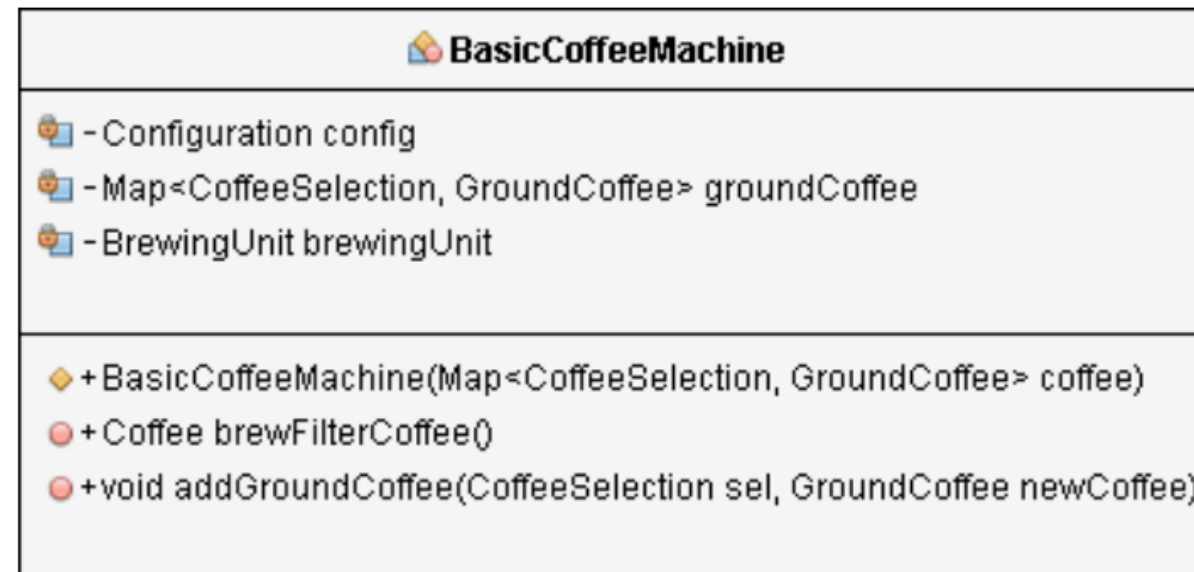 BasicCoffeeMachine
-Configuration config
-Map<CoffeeSelection, GroundCoffee> groundCoffee
-BrewingUnit brewingUnit
+BasicCoffeeMachine(Map<CoffeeSelection, GroundCoffee> coffee)
+Coffee brewFilterCoffee()
+void addGroundCoffee(CoffeeSelection sel, GroundCoffee newCoffee)